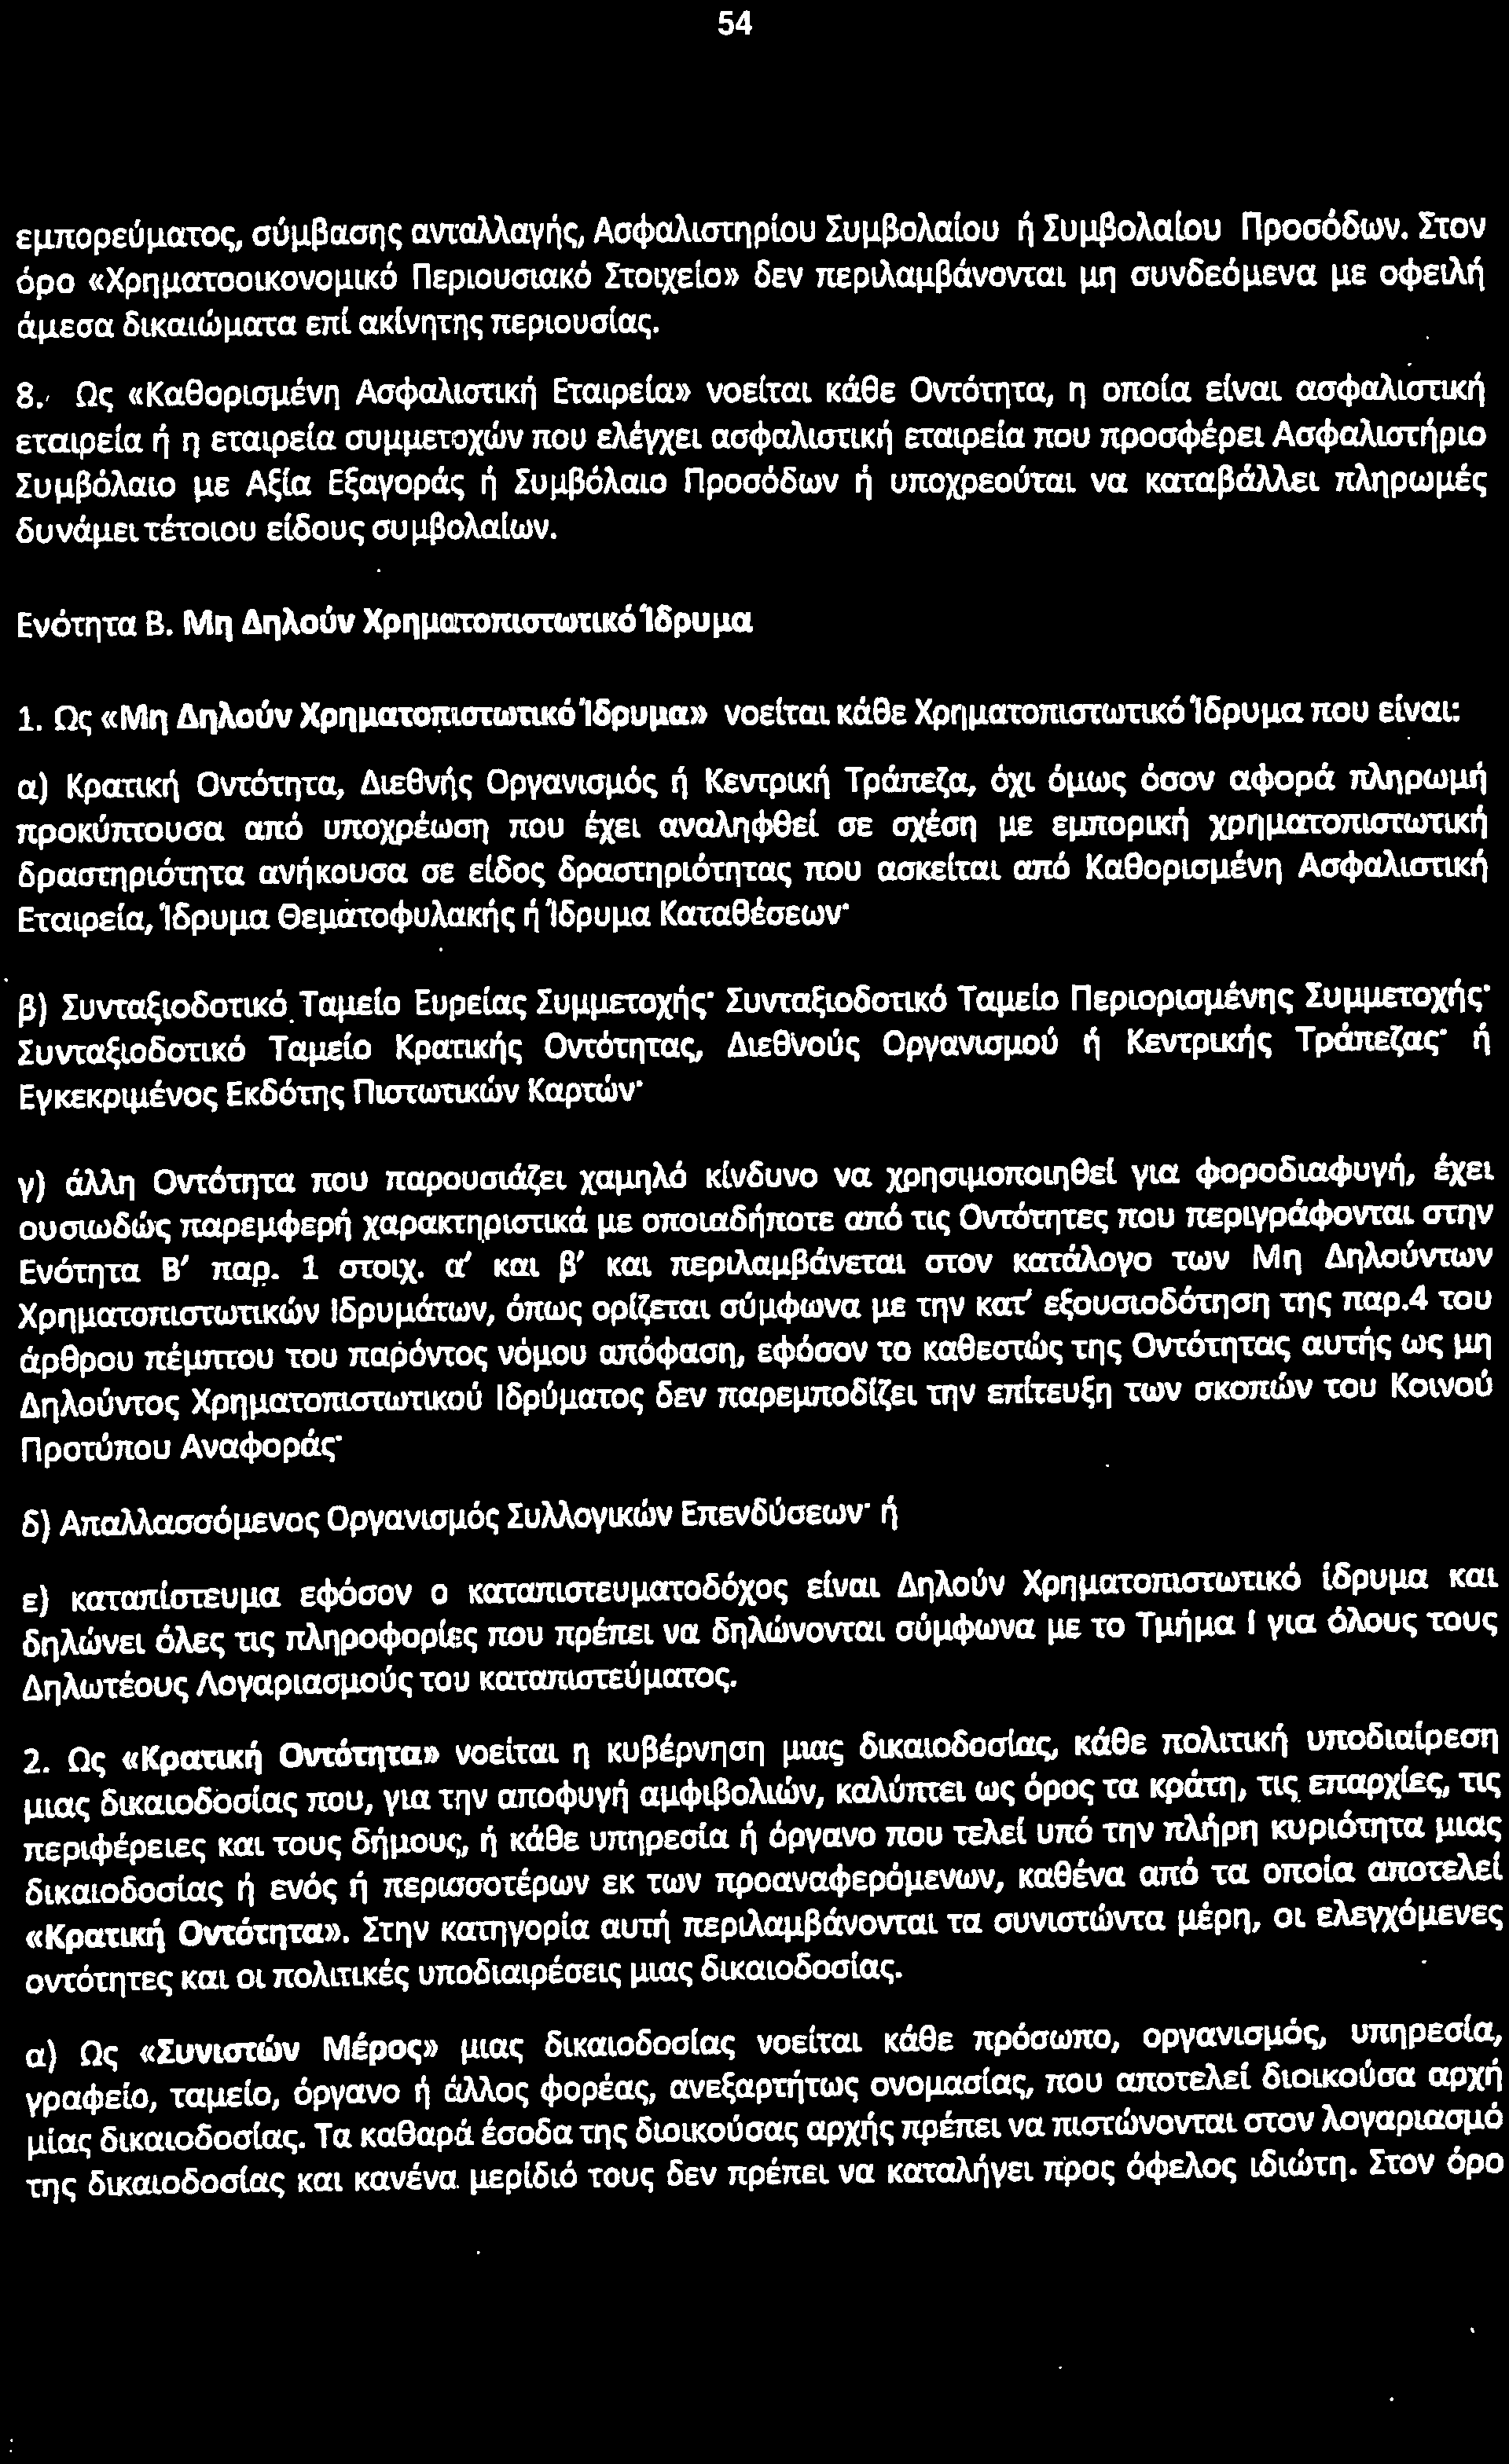 54
εμπορεύματος, σύμβασης ανταλλαγής, Ασφαλιστηρίου Συμβολαίου ή Συμβολαίου Προσόδων. Στον
όρο «Χρηματοοικονομικό Περιουσιακό Στοιχείο» δεν περιλαμβάνονται μη συνδεόμενα με οφειλή
άμεσα δικαιώματα επί ακίνητης περιουσίας.
8. Ως «Καθορισμένη Ασφαλιστική Εταιρεία» νοείται κάθε Οντότητα, η οποία είναι ασφαλιστική
εταιρεία ή η εταιρεία συμμετοχών που ελέγχει ασφαλιστική εταιρεία που προσφέρει Ασφαλιστήριο
Συμβόλαιο με Αξία Εξαγοράς ή Συμβόλαιο Προσόδων ή υποχρεούται να καταβάλλει πληρωμές
δυνάμει τέτοιου είδους συμβολαίων.
Ενότητα Β. Μη Δηλούν Χρηματοπιστωτικό Ίδρυμα
1. Ως «Μη Δηλούν Χρηματοπιστωτικό Ίδρυμα» νοείται κάθε Χρηματοπιστωτικό Ίδρυμα που είναι:
α) Κρατική Οντότητα, Διεθνής Οργανισμός ή Κεντρική Τράπεζα, όχι όμως όσον αφορά πληρωμή
προκύπτουσα από υποχρέωση που έχει αναληφθεί σε σχέση με εμπορική χρηματοπιστωτική
δραστηριότητα ανήκουσα σε είδος δραστηριότητας που ασκείται από Καθορισμένη Ασφαλιστική
Εταιρεία, Ίδρυμα Θεματοφυλακής ή Ίδρυμα Καταθέσεων·
β) Συνταξιοδοτικό Ταμείο Ευρείας Συμμετοχής· Συνταξιοδοτικό Ταμείο Περιορισμένης Συμμετοχής·
Συνταξιοδοτικό Ταμείο Κρατικής Οντότητας, Διεθνούς Οργανισμού ή Κεντρικής Τράπεζας· ή
Εγκεκριμένος Εκδότης Πιστωτικών Καρτών·
γ) άλλη Οντότητα που παρουσιάζει χαμηλό κίνδυνο να χρησιμοποιηθεί για φοροδιαφυγή, έχει
ουσιωδώς παρεμφερή χαρακτηριστικά με οποιαδήποτε από τις Οντότητες που περιγράφονται στην
Ενότητα Β' παρ. 1 στοιχ. α' και β' και περιλαμβάνεται στον κατάλογο των Μη Δηλούντων
Χρηματοπιστωτικών Ιδρυμάτων, όπως ορίζεται σύμφωνα με την κατ' εξουσιοδότηση της παρ.4 του
άρθρου πέμπτου του παρόντος νόμου απόφαση, εφόσον το καθεστώς της Οντότητας αυτής ως μη
Δηλούντος Χρηματοπιστωτικού Ιδρύματος δεν παρεμποδίζει την επίτευξη των σκοπών του Κοινού
Προτύπου Αναφοράς·
δ) Απαλλασσόμενος Οργανισμός Συλλογικών Επενδύσεων· ή
ε) καταπίστευμα εφόσον ο καταπιστευματοδόχος είναι Δηλούν Χρηματοπιστωτικό ίδρυμα και
δηλώνει όλες τις πληροφορίες που πρέπει να δηλώνονται σύμφωνα με το Τμήμα Ι για όλους τους
Δηλωτέους Λογαριασμούς του καταπιστεύματος.
2. Ως «Κρατική Οντότητα» νοείται η κυβέρνηση μιας δικαιοδοσίας, κάθε πολιτική υποδιαίρεση
μιας δικαιοδοσίας που, για την αποφυγή αμφιβολιών, καλύπτει ως όρος τα κράτη, τις επαρχίες, τις
περιφέρειες και τους δήμους, ή κάθε υπηρεσία ή όργανο που τελεί υπό την πλήρη κυριότητα μιας
δικαιοδοσίας ή ενός ή περισσοτέρων εκ των προαναφερόμενων, καθένα από τα οποία αποτελεί
«Κρατική Οντότητα». Στην κατηγορία αυτή περιλαμβάνονται τα συνιστώντα μέρη, οι ελεγχόμενες
οντότητες και οι πολιτικές υποδιαιρέσεις μιας δικαιοδοσίας.
α) Ως «Συνιστών Μέρος» μιας δικαιοδοσίας νοείται κάθε πρόσωπο, οργανισμός, υπηρεσία,
γραφείο, ταμείο, όργανο ή άλλος φορέας, ανεξαρτήτως ονομασίας, που αποτελεί διοικούσα αρχή
μίας δικαιοδοσίας. Τα καθαρά έσοδα της διοικούσας αρχής πρέπει να πιστώνονται στον λογαριασμό
της δικαιοδοσίας και κανένα μερίδιό τους δεν πρέπει να καταλήγει προς όφελος ιδιώτη. Στον όρο